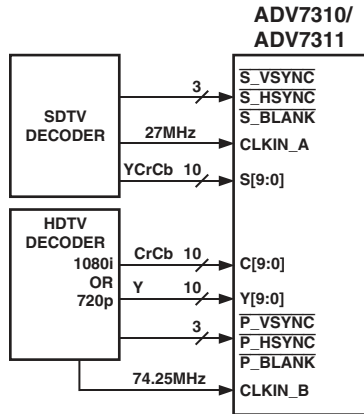 ADV7310/
ADV7311
SDTV
DECODER
3
S_VSYNC
S_HSYNC
S_BLANK
27MHz
CLKIN_A
YCrCb 10
S[9:0]
HDTV
DECODER
1080i
OR
720p
CrCb 10
C[9:0]
Y 10
Y[9:0]
3
P_VSYNC
P_HSYNC
P_BLANK
74.25MHz
CLKIN_B